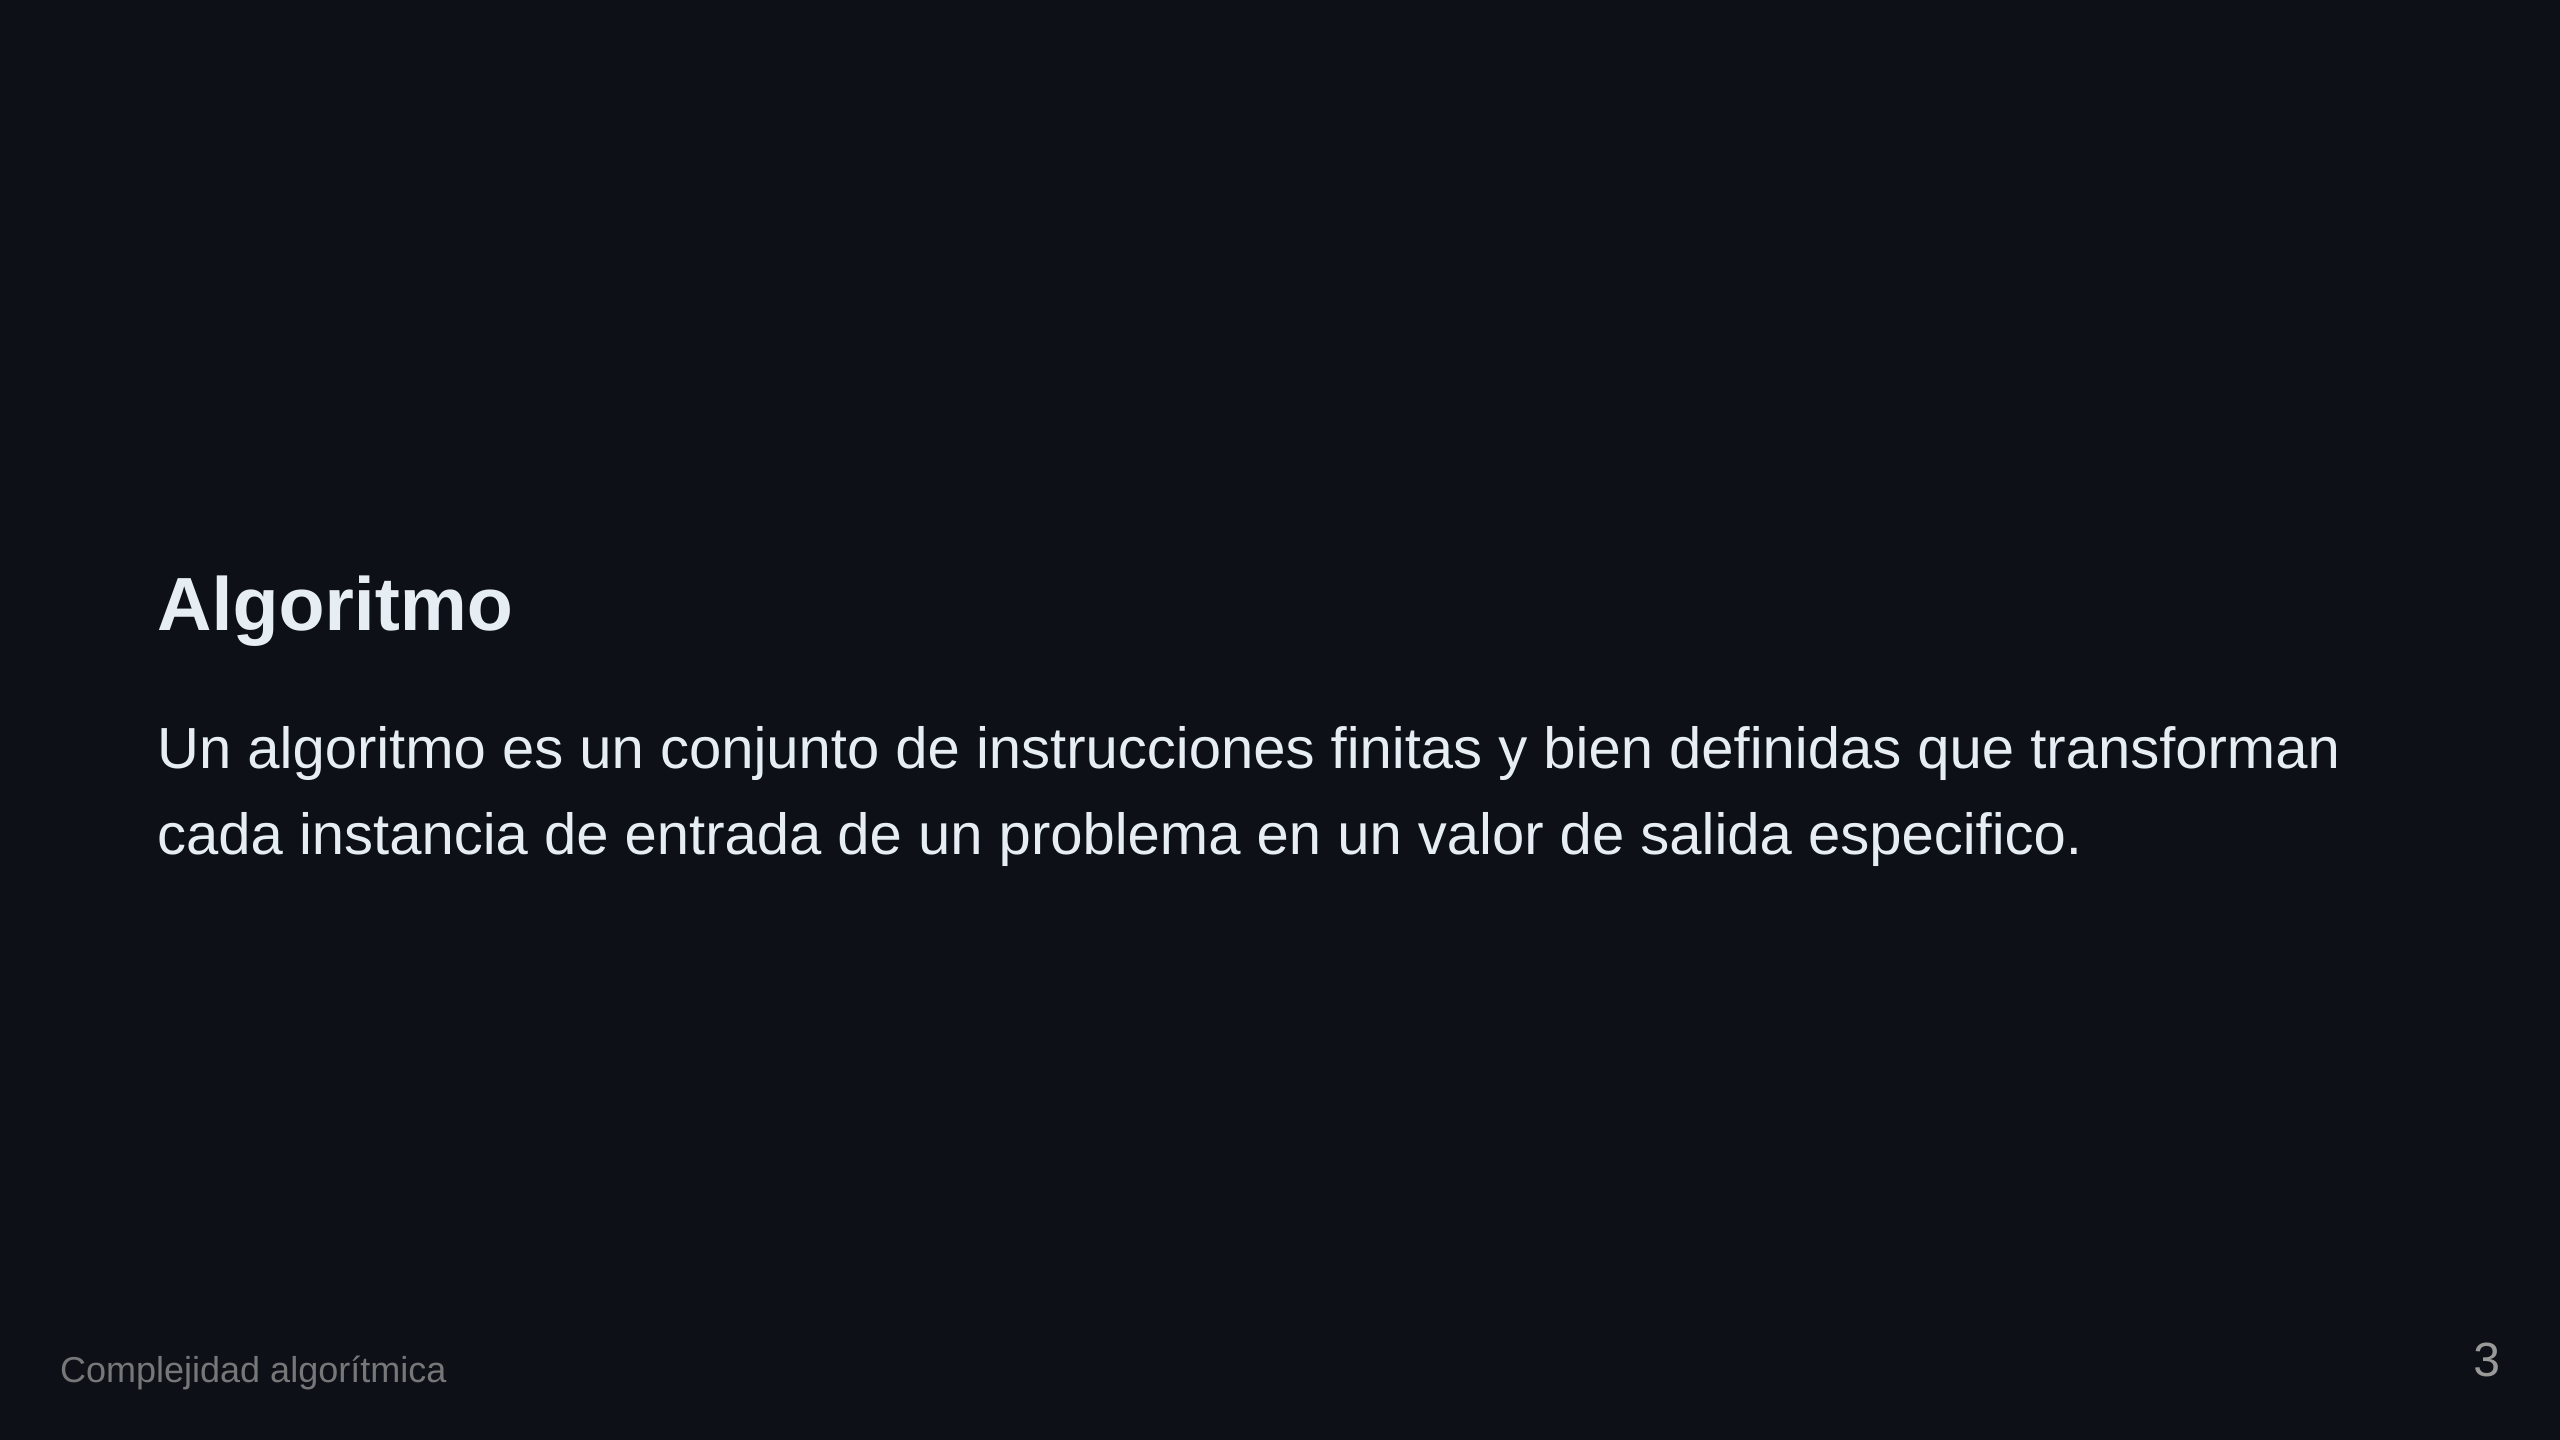 Algoritmo
Un algoritmo es un conjunto de instrucciones finitas y bien definidas que transforman
cada instancia de entrada de un problema en un valor de salida especifico.
Complejidad algorítmica
3